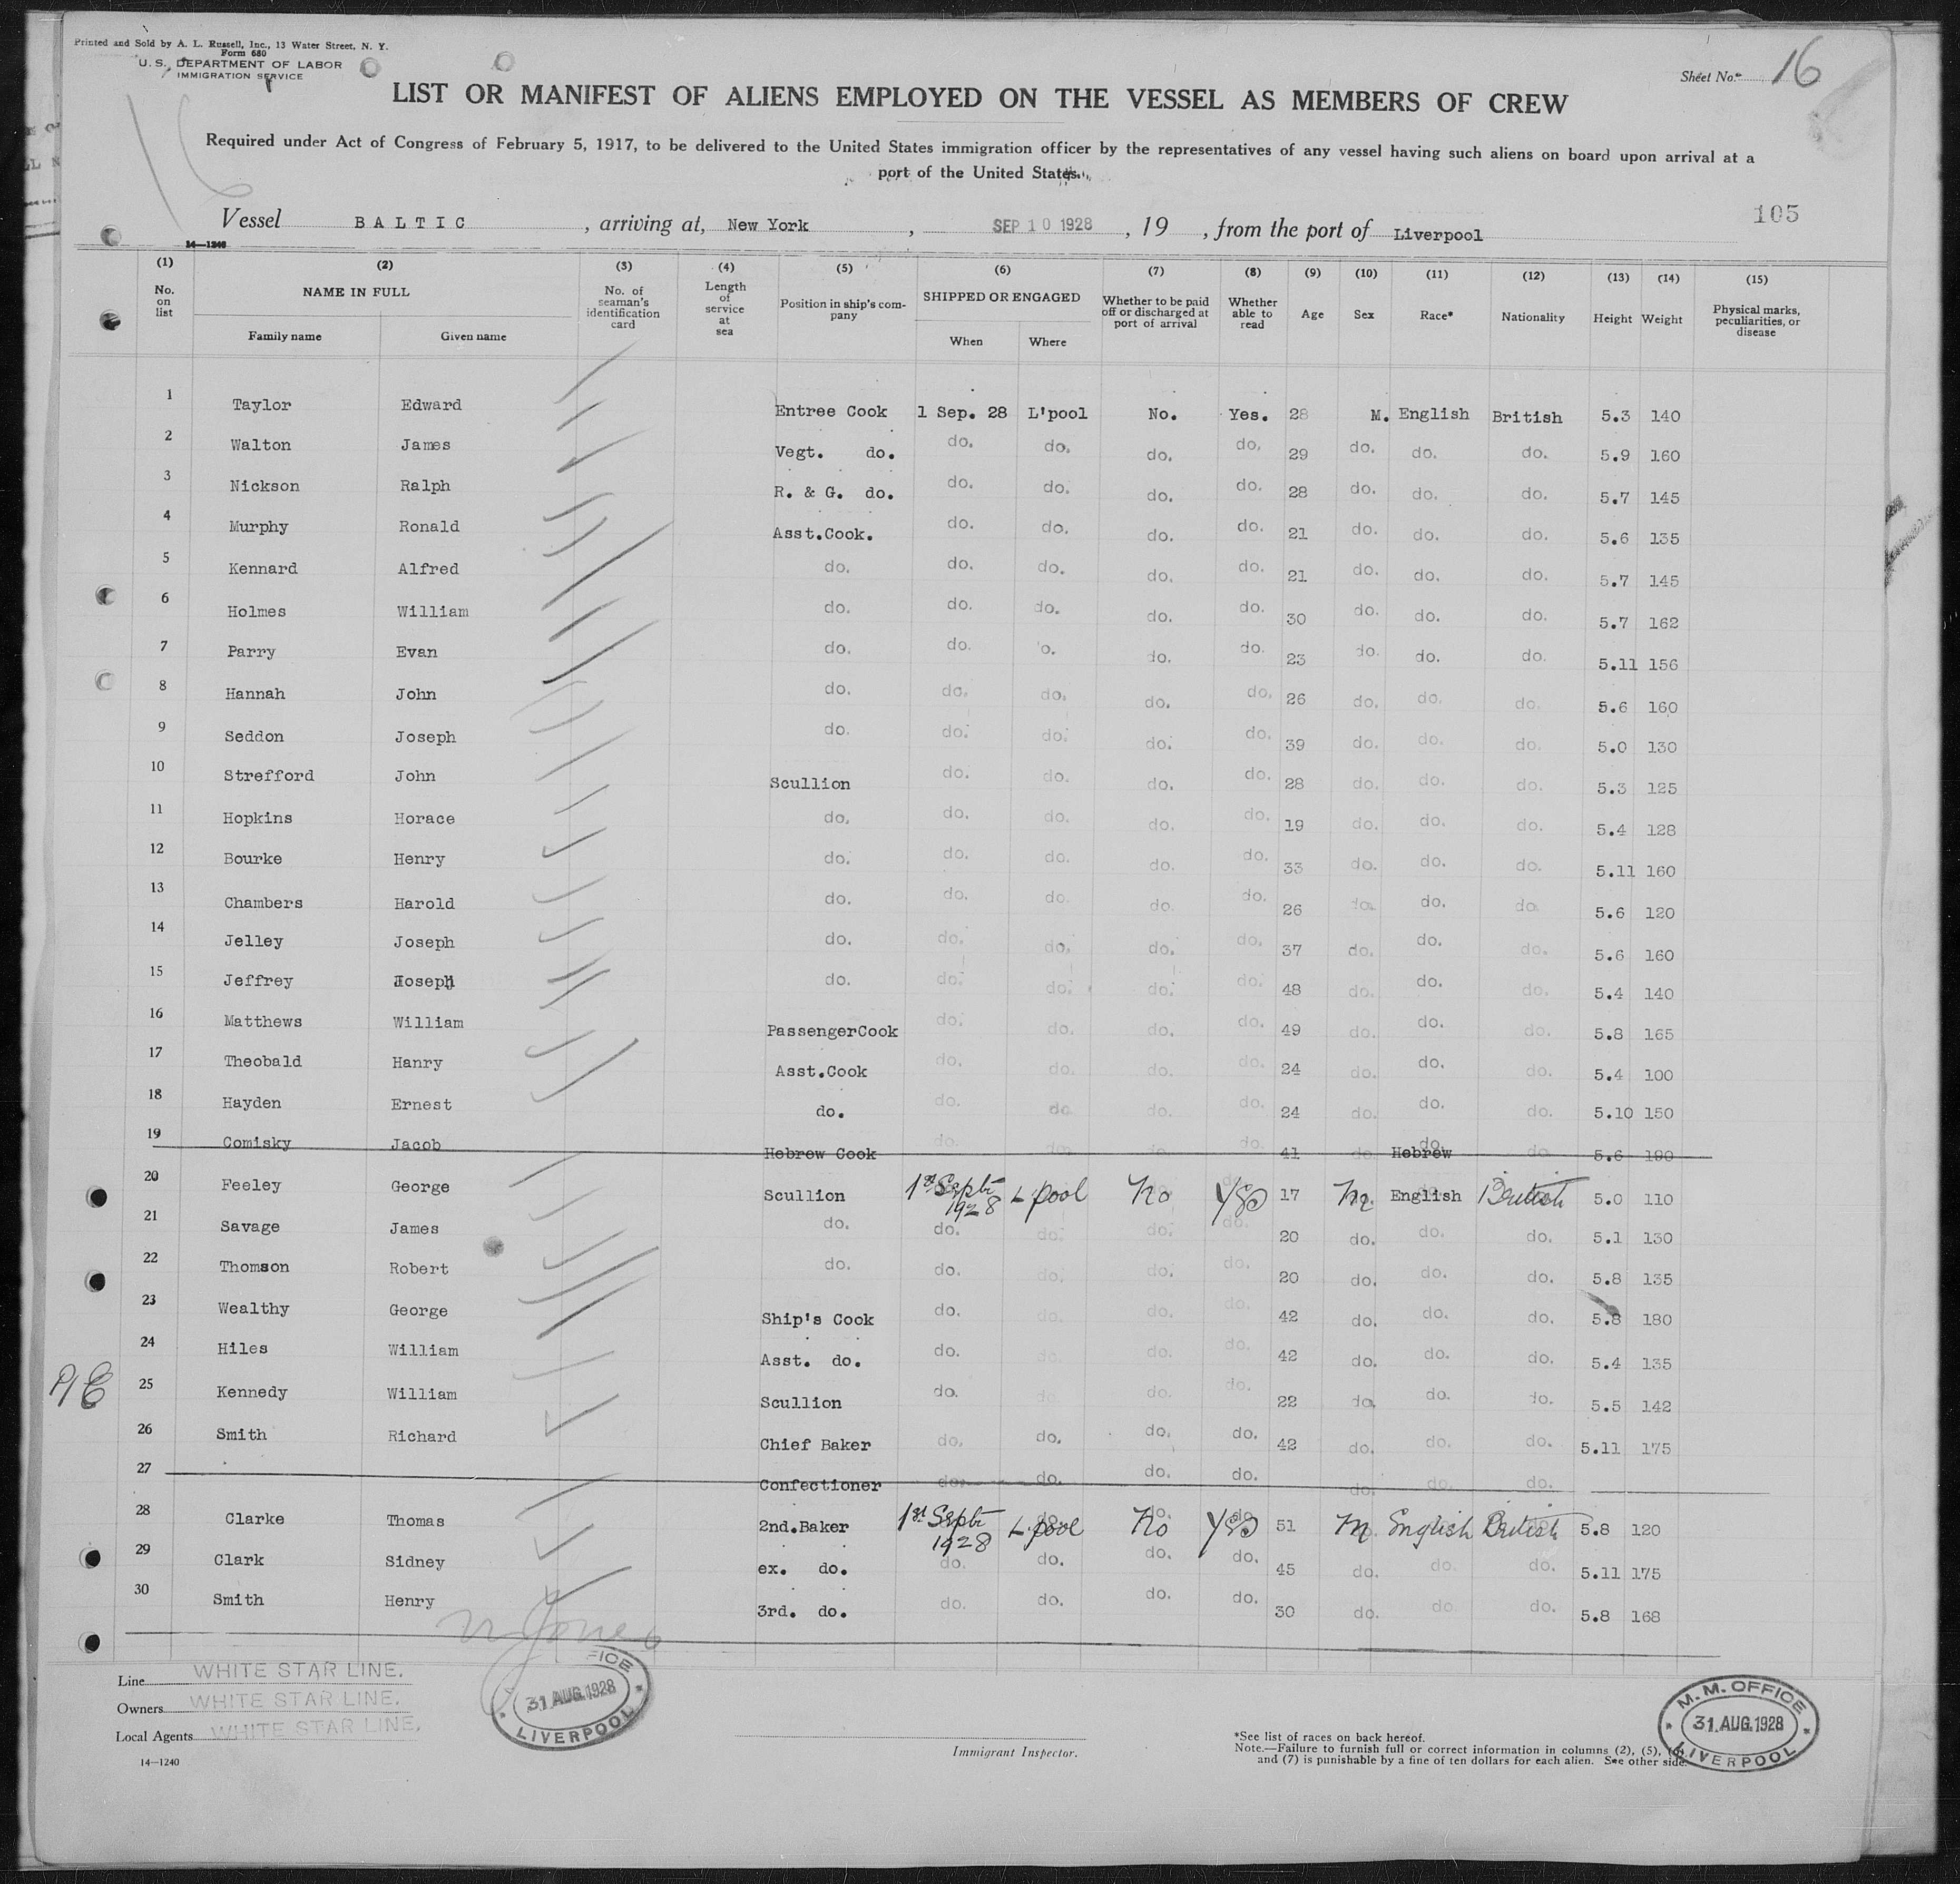 Printed and Sold by A. L. Russell, Inc., 13 Water Street, N. Y.
Form 680
U. S. DEPARTMENT OF LABOR
IMMIGRATION SERVICE
Sheet No. 16
LIST OR MANIFEST OF ALIENS EMPLOYED ON THE VESSEL AS MEMBERS OF CREW
Required under Act of Congress of February 5, 1917, to be delivered to the United States immigration officer by the representatives of any vessel having such aliens on board upon arrival at a
port of the United States.
105
Vessel BALTIC, arriving at, New York, SEP 10 1928, 19 , from the port of Liverpool
14—1240
(1) (2) (3) (4) (5) (6) (7) (8) (9) (10) (11) (12) (13) (14) (15)
No. on list NAME IN FULL Family name Given name No. of seaman's identification card Length of service at sea Position in ship's company SHIPPED OR ENGAGED When Where Whether to be paid off or discharged at port of arrival Whether able to read Age Sex Race* Nationality Height Weight Physical marks, peculiarities, or disease
1 Taylor Edward Entree Cook 1 Sep. 28 L'pool No. Yes. 28 M. English British 5.3 140
2 Walton James Vegt. do. do. do. do. do. 29 do. do. do. 5.9 160
3 Nickson Ralph R. & G. do. do. do. do. do. 28 do. do. do. 5.7 145
4 Murphy Ronald Asst.Cook. do. do. do. do. 21 do. do. do. 5.6 135
5 Kennard Alfred do. do. do. do. do. 21 do. do. do. 5.7 145
6 Holmes William do. do. do. do. do. 30 do. do. do. 5.7 162
7 Parry Evan do. do. 'o. do. do. 23 do. do. do. 5.11 156
8 Hannah John do. do. do. do. do. 26 do. do. do. 5.6 160
9 Seddon Joseph do. do. do. do. do. 39 do. do. do. 5.0 130
10 Strefford John Scullion do. do. do. do. 28 do. do. do. 5.3 125
11 Hopkins Horace do. do. do. do. do. 19 do. do. do. 5.4 128
12 Bourke Henry do. do. do. do. do. 33 do. do. do. 5.11 160
13 Chambers Harold do. do. do. do. do. 26 do. do. do. 5.6 120
14 Jelley Joseph do. do. do. do. do. 37 do. do. do. 5.6 160
15 Jeffrey Joseph do. do. do. do. do. 48 do. do. do. 5.4 140
16 Matthews William PassengerCook do. do. do. do. 49 do. do. do. 5.8 165
17 Theobald Hanry Asst.Cook do. do. do. do. 24 do. do. do. 5.4 100
18 Hayden Ernest do. do. do. do. do. 24 do. do. do. 5.10 150
19 Comisky Jacob Hebrew Cook do. do. do. do. 41 do. do. Hebrew do. 5.6 190
20 Feeley George Scullion 1st Septr 1928 L'pool No Yes 17 M. English British 5.0 110
21 Savage James do. do. do. do. do. 20 do. do. do. 5.1 130
22 Thomson Robert do. do. do. do. do. 20 do. do. do. 5.8 135
23 Wealthy George Ship's Cook do. do. do. do. 42 do. do. do. 5.8 180
24 Hiles William Asst. do. do. do. do. do. 42 do. do. do. 5.4 135
25 Kennedy William Scullion do. do. do. do. 22 do. do. do. 5.5 142
26 Smith Richard Chief Baker do. do. do. do. 42 do. do. do. 5.11 175
27 Confectioner do. do. do. do. do. do. do.
28 Clarke Thomas 2nd.Baker 1st Septr 1928 L'pool No Yes 51 M English British 5.8 120
29 Clark Sidney ex. do. do. do. do. do. 45 do. do. do. 5.11 175
30 Smith Henry 3rd. do. do. do. do. do. 30 do. do. do. 5.8 168
Jones
Line WHITE STAR LINE.
Owners WHITE STAR LINE.
Local Agents WHITE STAR LINE.
14—1240
31 AUG 1928
LIVERPOOL
Immigrant Inspector.
*See list of races on back hereof.
Note.—Failure to furnish full or correct information in columns (2), (5), (6),
and (7) is punishable by a fine of ten dollars for each alien. See other side.
M. M. OFFICE
31. AUG. 1928
LIVERPOOL